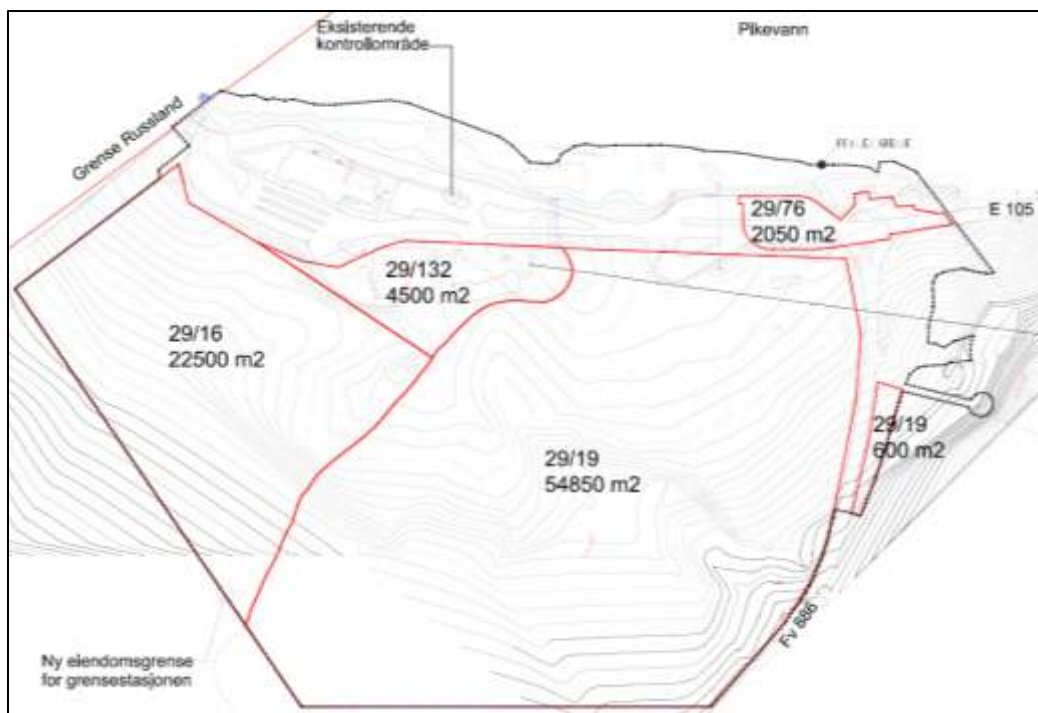 Eksisterende
kontrollområde
Pilkevann
Grense Russland
29/76
2050 m2
E 105
29/132
4500 m2
29/16
22500 m2
29/19
600 m2
29/19
54850 m2
Fv 886
Ny eiendomsgrense
for grensestasjonen